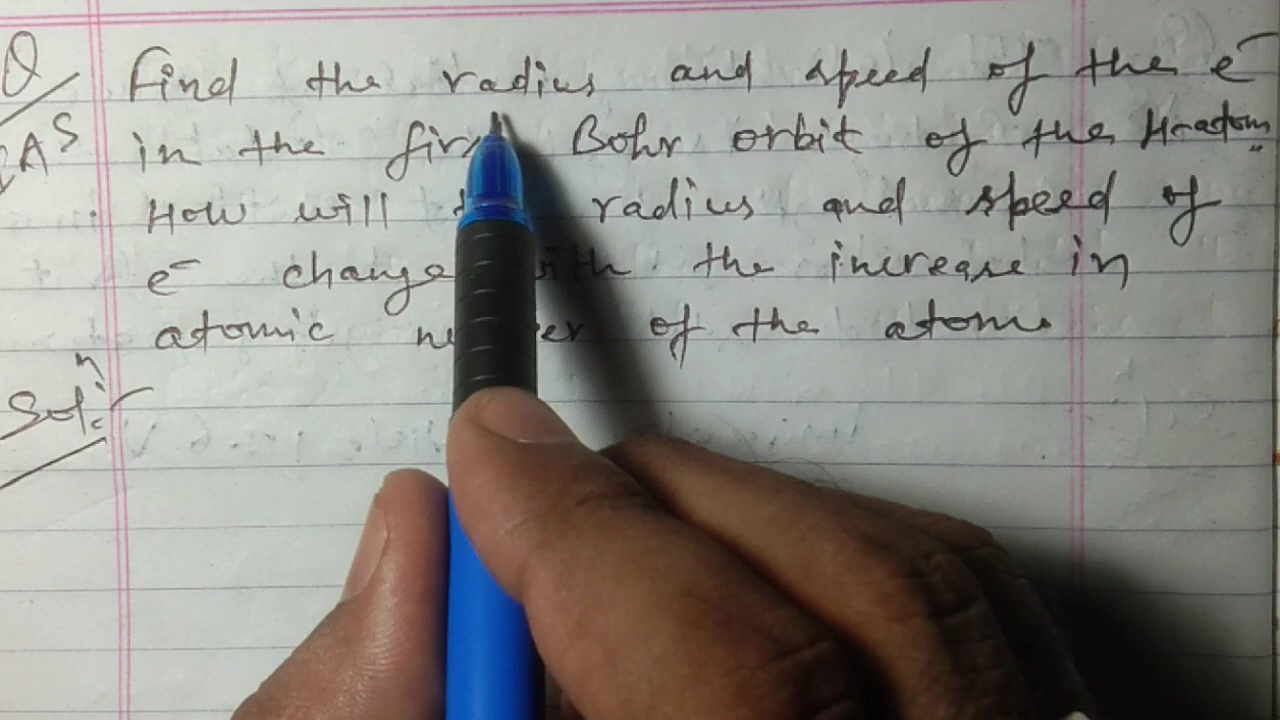 Q Find the radius and speed of the e⁻
AS in the first Bohr orbit of the H-atom.
How will radius and speed of
e⁻ change with the increase in
atomic number of the atom.
Solⁿ: